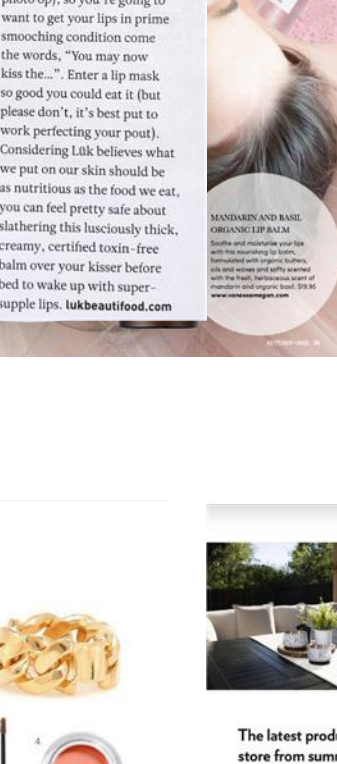 photo op), so you're going to
want to get your lips in prime
smooching condition come
the words, "You may now
kiss the...". Enter a lip mask
so good you could eat it (but
please don't, it's best put to
work perfecting your pout).
Considering Lük believes what
we put on our skin should be
as nutritious as the food we eat,
you can feel pretty safe about
slathering this lusciously thick,
creamy, certified toxin-free
balm over your kisser before
bed to wake up with super-
supple lips. lukbeautifood.com
MANDARIN AND BASIL
ORGANIC LIP BALM
Soothe and moisturise your lips
with this nourishing lip balm,
formulated with organic butters,
oils and waxes and softly scented
with the fresh, herbaceous scent of
mandarin and organic basil. $19.95
www.vanessamegan.com
4.
The latest produ
store from summ